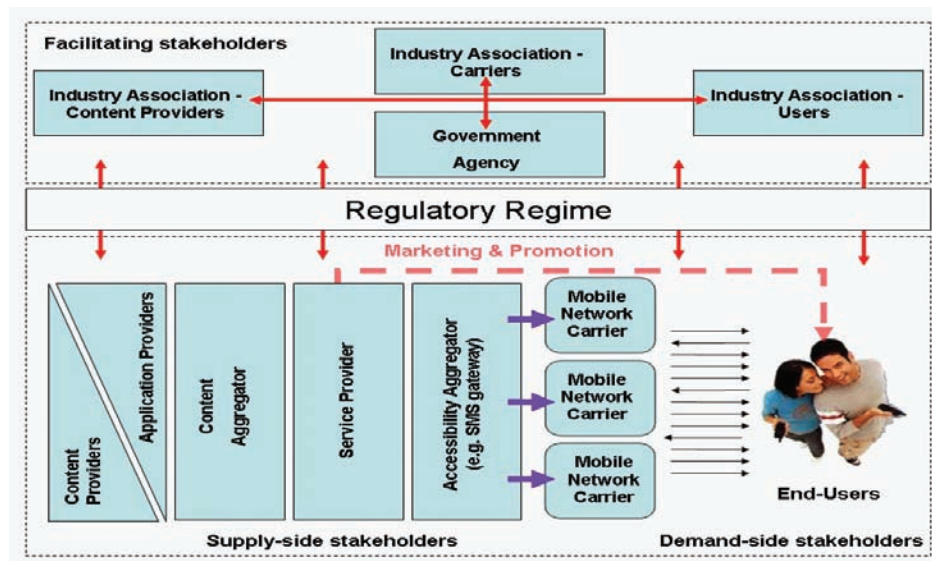 Facilitating stakeholders
Industry Association -
Carriers
Industry Association -
Content Providers
Industry Association -
Users
Government
Agency
Regulatory Regime
Marketing & Promotion
Content
Providers
Application Providers
Content
Aggregator
Service Provider
Accessibility Aggregator
(e.g. SMS gateway)
Mobile
Network
Carrier
Mobile
Network
Carrier
Mobile
Network
Carrier
End-Users
Supply-side stakeholders
Demand-side stakeholders